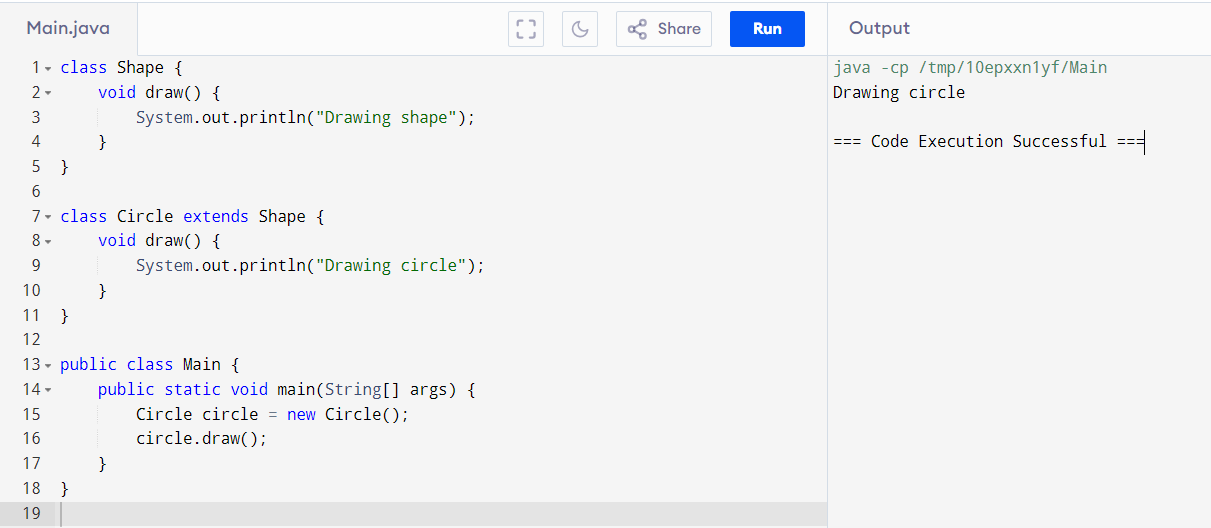 Main.java
Share
Run
Output
1 class Shape {
2     void draw() {
3         System.out.println("Drawing shape");
4     }
5 }
6
7 class Circle extends Shape {
8     void draw() {
9         System.out.println("Drawing circle");
10     }
11 }
12
13 public class Main {
14     public static void main(String[] args) {
15         Circle circle = new Circle();
16         circle.draw();
17     }
18 }
19
java -cp /tmp/10epxxn1yf/Main
Drawing circle
=== Code Execution Successful ===